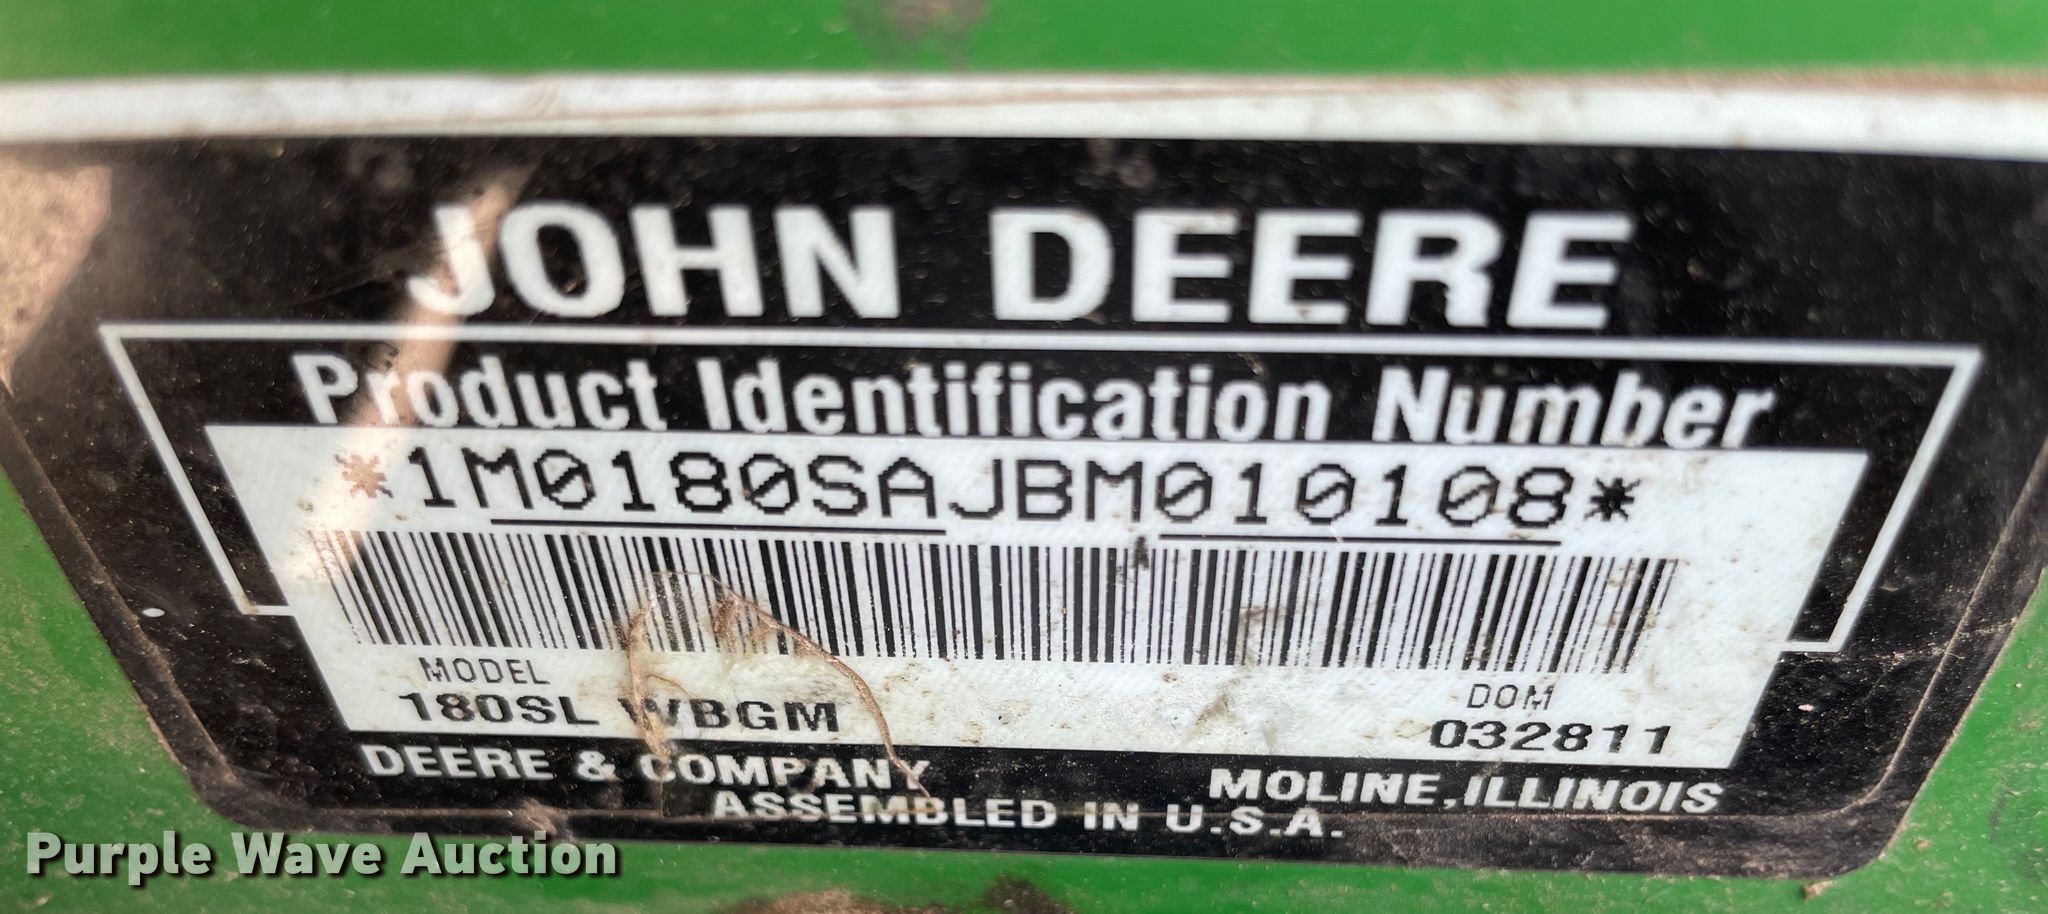 JOHN DEERE
Product Identification Number
*1M0180SAJBM010108*
MODEL
180SL WBGM
DOM
032811
DEERE & COMPANY
MOLINE, ILLINOIS
ASSEMBLED IN U.S.A.
Purple Wave Auction